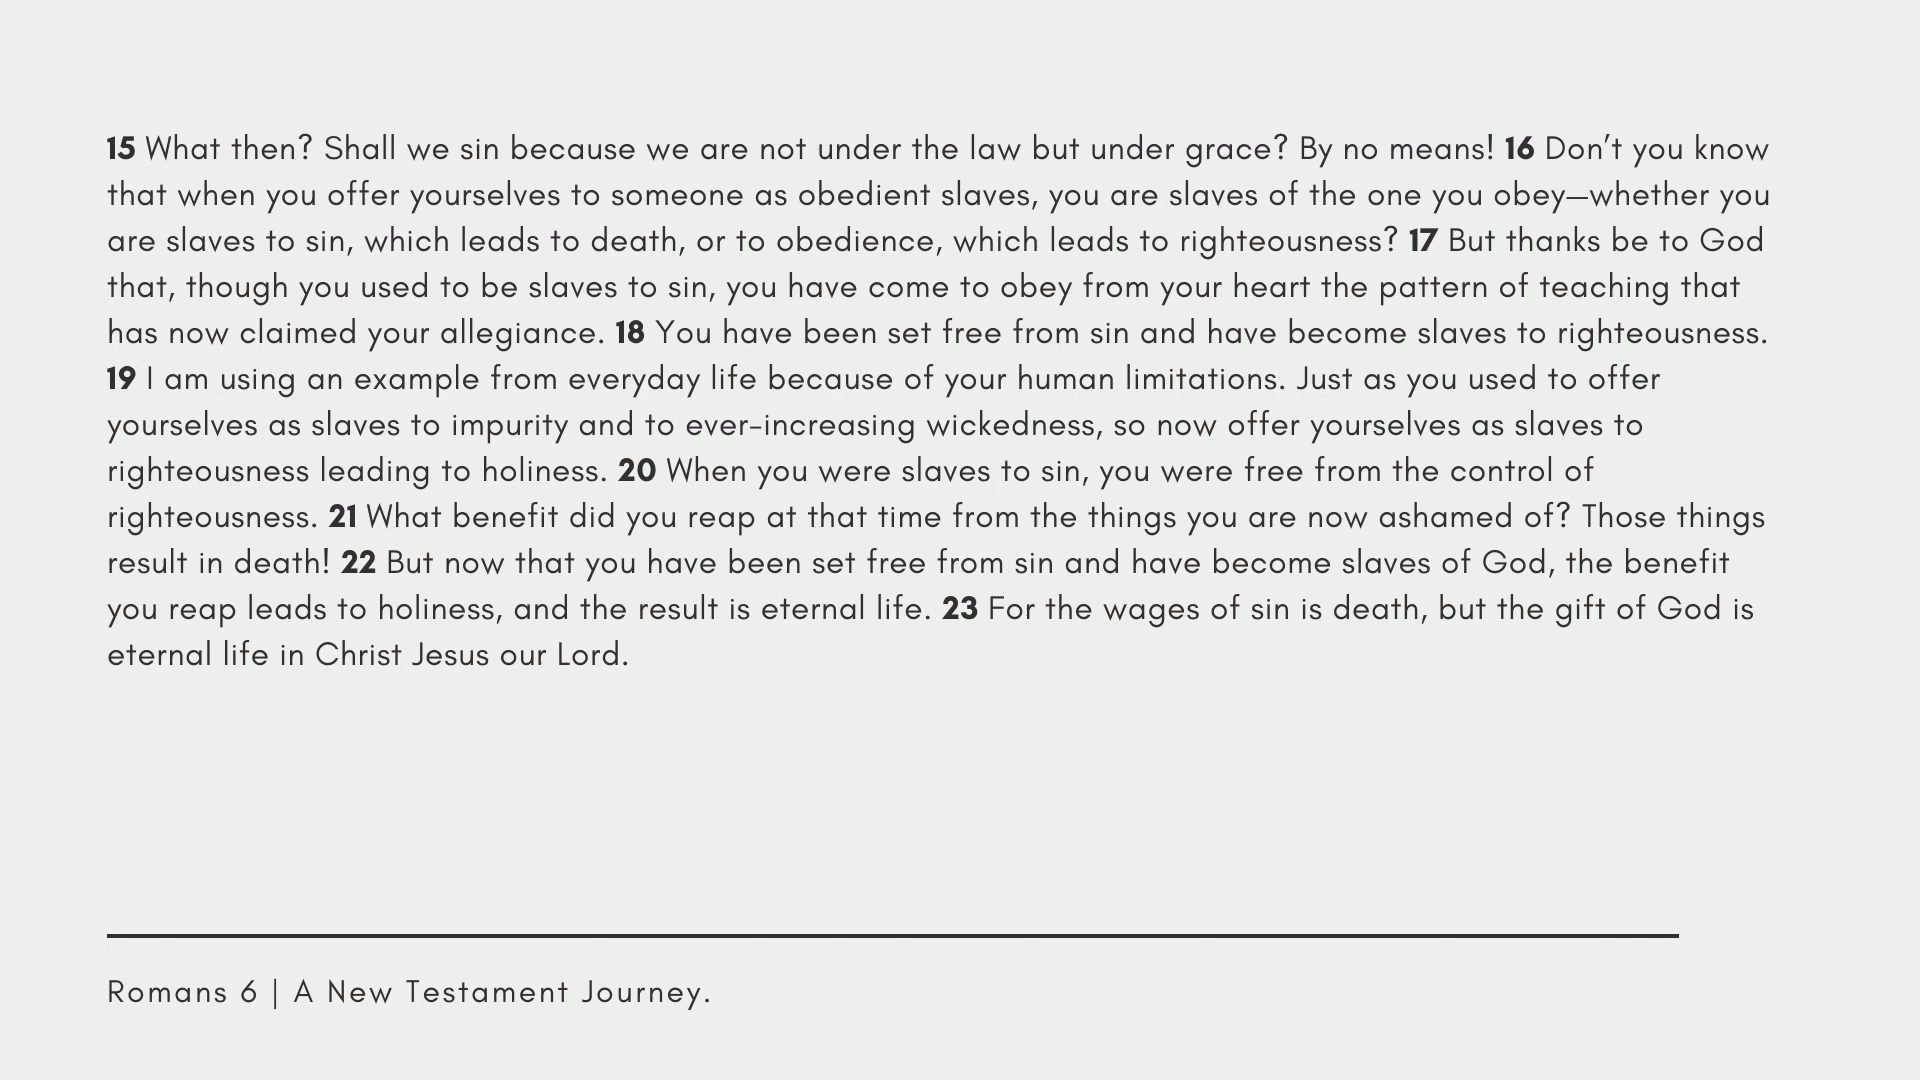 15 What then? Shall we sin because we are not under the law but under grace? By no means! 16 Don’t you know
that when you offer yourselves to someone as obedient slaves, you are slaves of the one you obey—whether you
are slaves to sin, which leads to death, or to obedience, which leads to righteousness? 17 But thanks be to God
that, though you used to be slaves to sin, you have come to obey from your heart the pattern of teaching that
has now claimed your allegiance. 18 You have been set free from sin and have become slaves to righteousness.
19 I am using an example from everyday life because of your human limitations. Just as you used to offer
yourselves as slaves to impurity and to ever-increasing wickedness, so now offer yourselves as slaves to
righteousness leading to holiness. 20 When you were slaves to sin, you were free from the control of
righteousness. 21 What benefit did you reap at that time from the things you are now ashamed of? Those things
result in death! 22 But now that you have been set free from sin and have become slaves of God, the benefit
you reap leads to holiness, and the result is eternal life. 23 For the wages of sin is death, but the gift of God is
eternal life in Christ Jesus our Lord.
Romans 6 | A New Testament Journey.